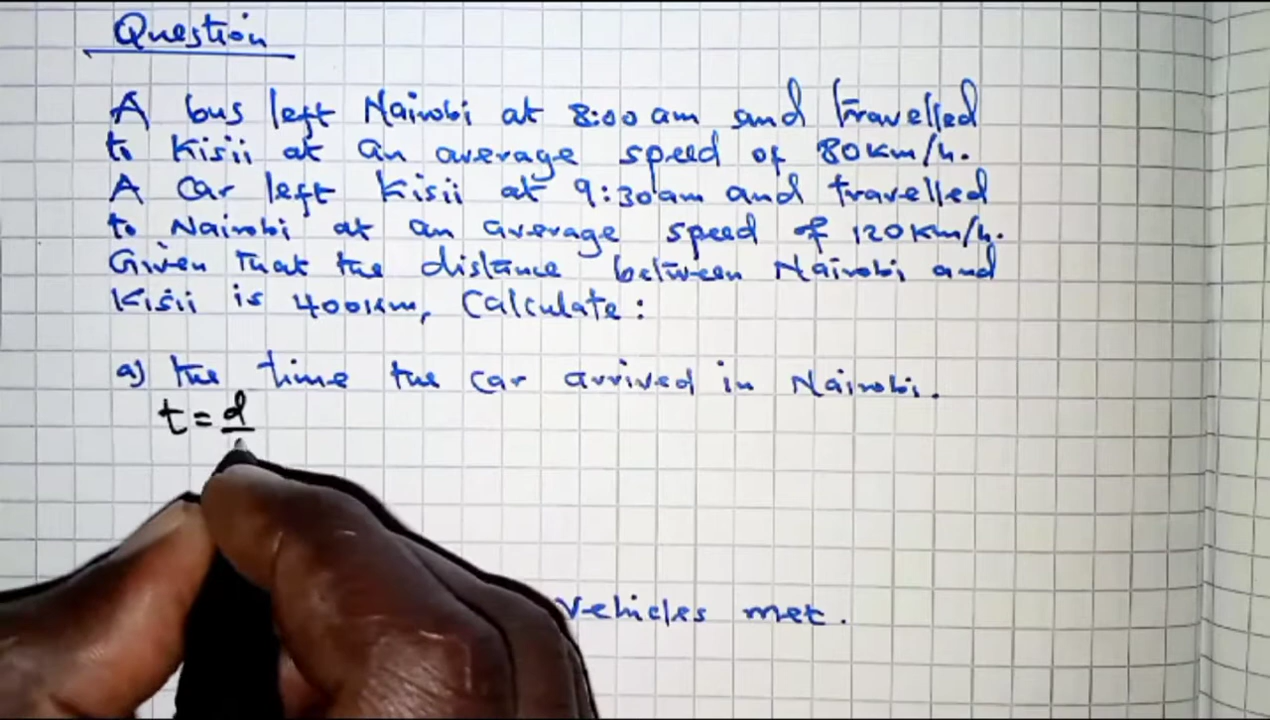 Question
A bus left Nairobi at 8:00 am and travelled
to Kisii at an average speed of 80km/h.
A car left Kisii at 9:30am and travelled
to Nairobi at an average speed of 120km/h.
Given that the distance between Nairobi and
Kisii is 400km, Calculate:
a) the time the car arrived in Nairobi.
t = d
vehicles met.